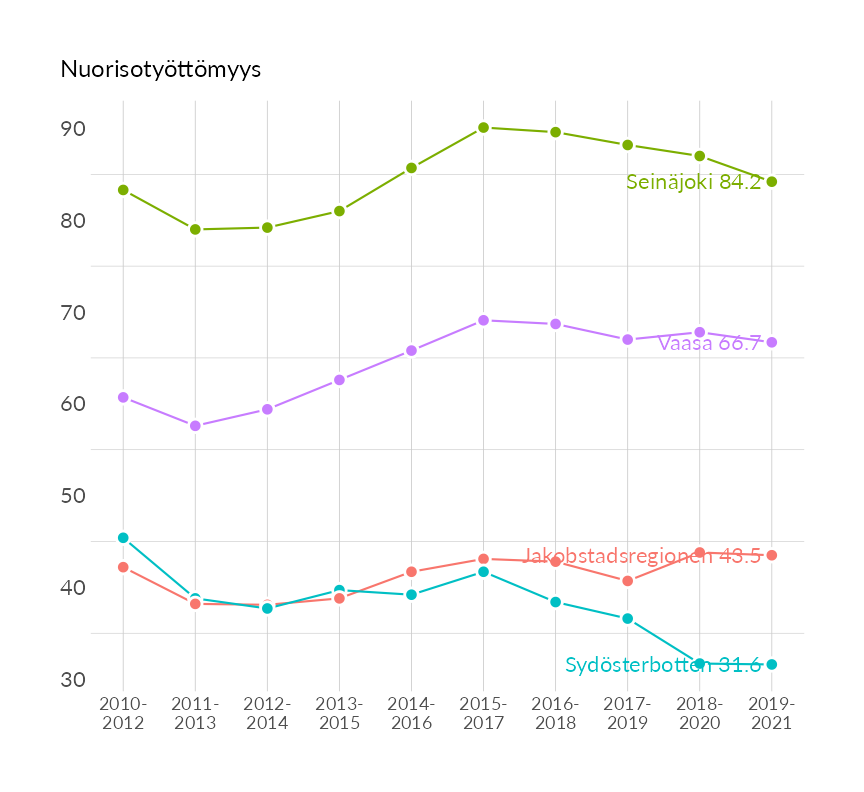 Nuorisotyöttömyys
90
Seinäjoki 84.2
80
70
Vaasa 66.7
60
50
Jakobstadsregionen 43.5
40
Sydösterbotten 31.6
30
2010- 2011- 2012- 2013- 2014- 2015- 2016- 2017- 2018- 2019-
2012 2013 2014 2015 2016 2017 2018 2019 2020 2021